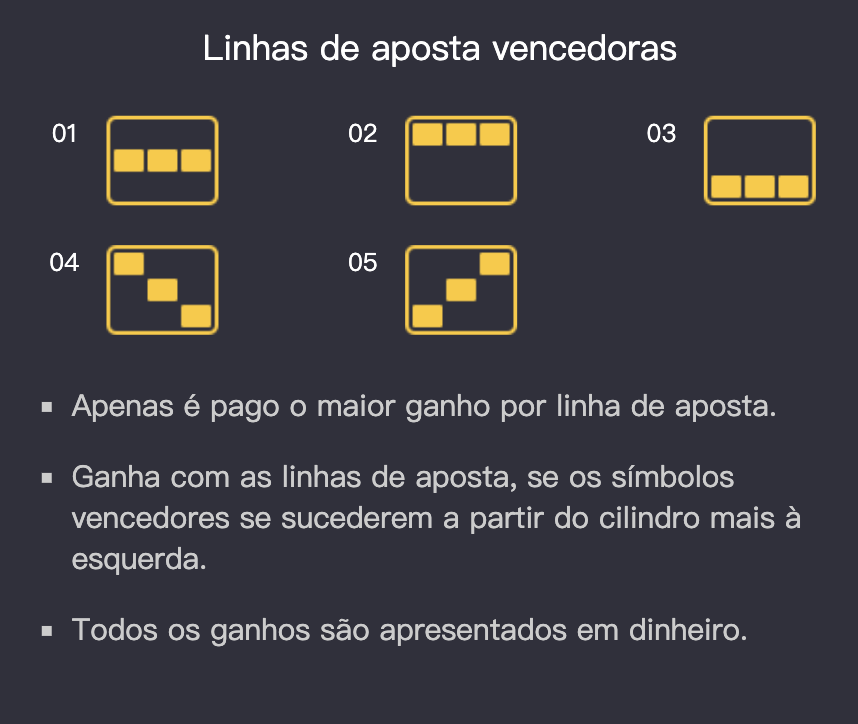 Linhas de aposta vencedoras
01 02 03
04 05
Apenas é pago o maior ganho por linha de aposta.
Ganha com as linhas de aposta, se os símbolos
vencedores se sucederem a partir do cilindro mais à
esquerda.
Todos os ganhos são apresentados em dinheiro.